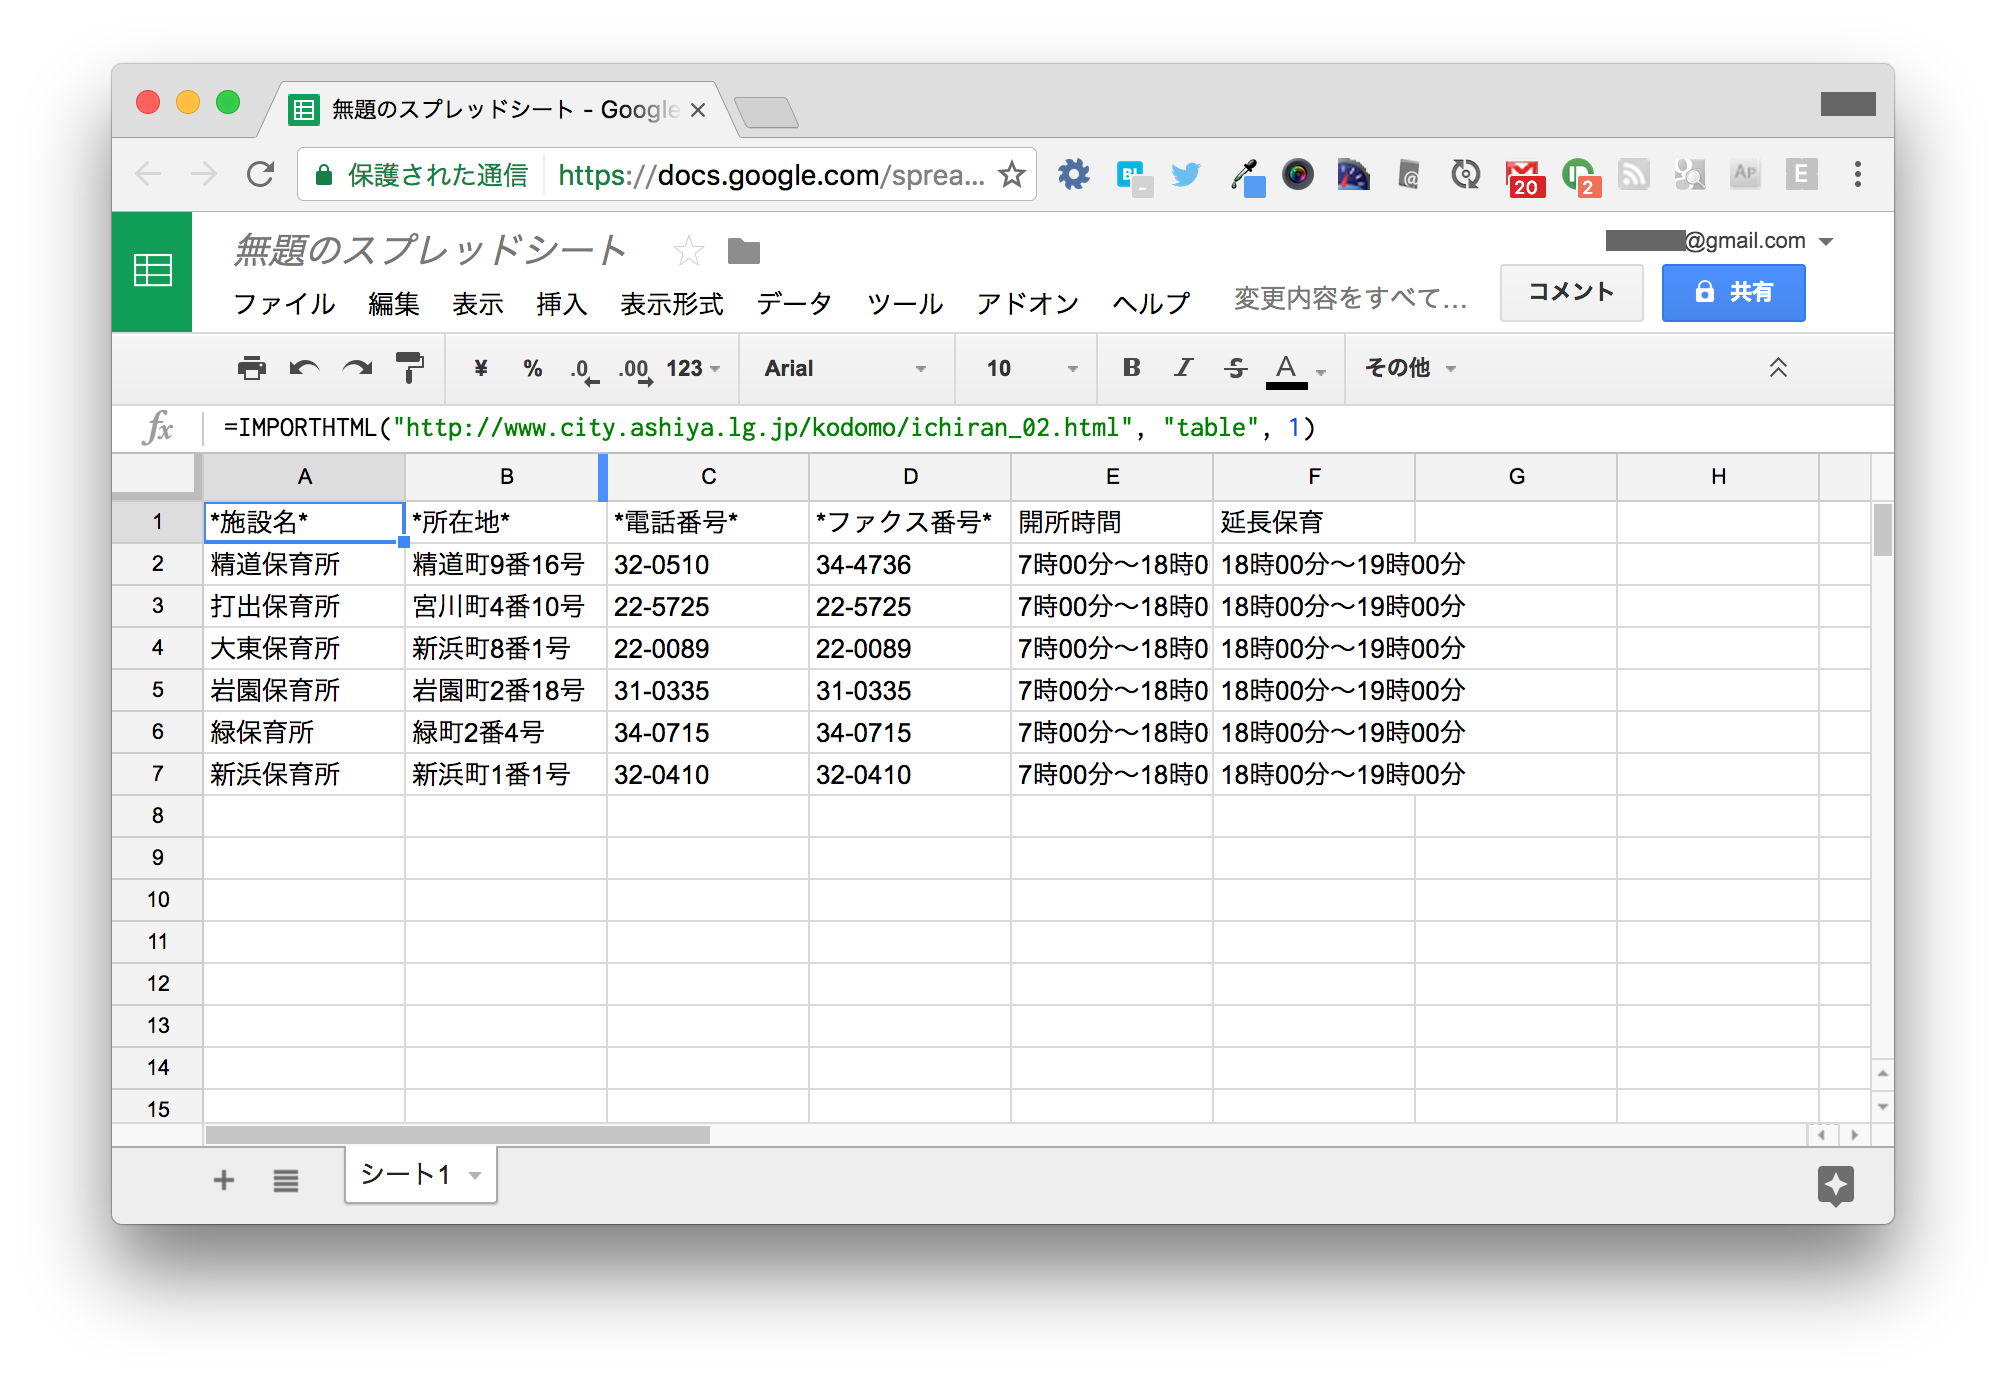 無題のスプレッドシート - Google
保護された通信 https://docs.google.com/sprea...
B!
20
2
AP
E
無題のスプレッドシート
@gmail.com
ファイル 編集 表示 挿入 表示形式 データ ツール アドオン ヘルプ 変更内容をすべて... コメント 共有
¥ % .0 .00 123 Arial 10 B I S A その他
fx =IMPORTHTML("http://www.city.ashiya.lg.jp/kodomo/ichiran_02.html", "table", 1)
A B C D E F G H
1 *施設名* *所在地* *電話番号* *ファクス番号* 開所時間 延長保育
2 精道保育所 精道町9番16号 32-0510 34-4736 7時00分～18時0 18時00分～19時00分
3 打出保育所 宮川町4番10号 22-5725 22-5725 7時00分～18時0 18時00分～19時00分
4 大東保育所 新浜町8番1号 22-0089 22-0089 7時00分～18時0 18時00分～19時00分
5 岩園保育所 岩園町2番18号 31-0335 31-0335 7時00分～18時0 18時00分～19時00分
6 緑保育所 緑町2番4号 34-0715 34-0715 7時00分～18時0 18時00分～19時00分
7 新浜保育所 新浜町1番1号 32-0410 32-0410 7時00分～18時0 18時00分～19時00分
8
9
10
11
12
13
14
15
シート1